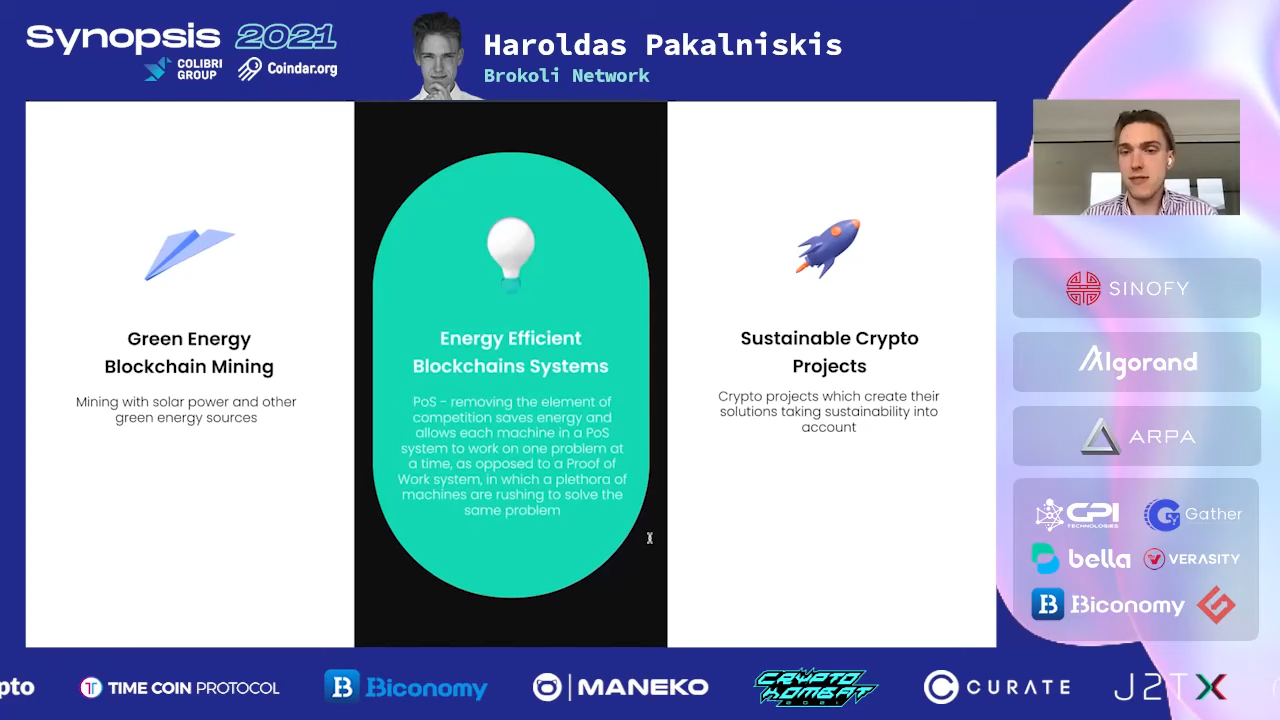 Synopsis 2021
COLIBRI
GROUP
Coindar.org
Haroldas Pakalniskis
Brokoli Network
Green Energy
Blockchain Mining
Mining with solar power and other
green energy sources
Energy Efficient
Blockchains Systems
PoS - removing the element of
competition saves energy and
allows each machine in a PoS
system to work on one problem at
a time, as opposed to a Proof of
Work system, in which a plethora of
machines are rushing to solve the
same problem
Sustainable Crypto
Projects
Crypto projects which create their
solutions taking sustainability into
account
SINOFY
Algorand
ARPA
CPI
TECHNOLOGIES
Gather
bella
VERASITY
Biconomy
pto
TIME COIN PROTOCOL
Biconomy
MANEKO
CRYPTO
KOMBAT
2021
CURATE
J2TX